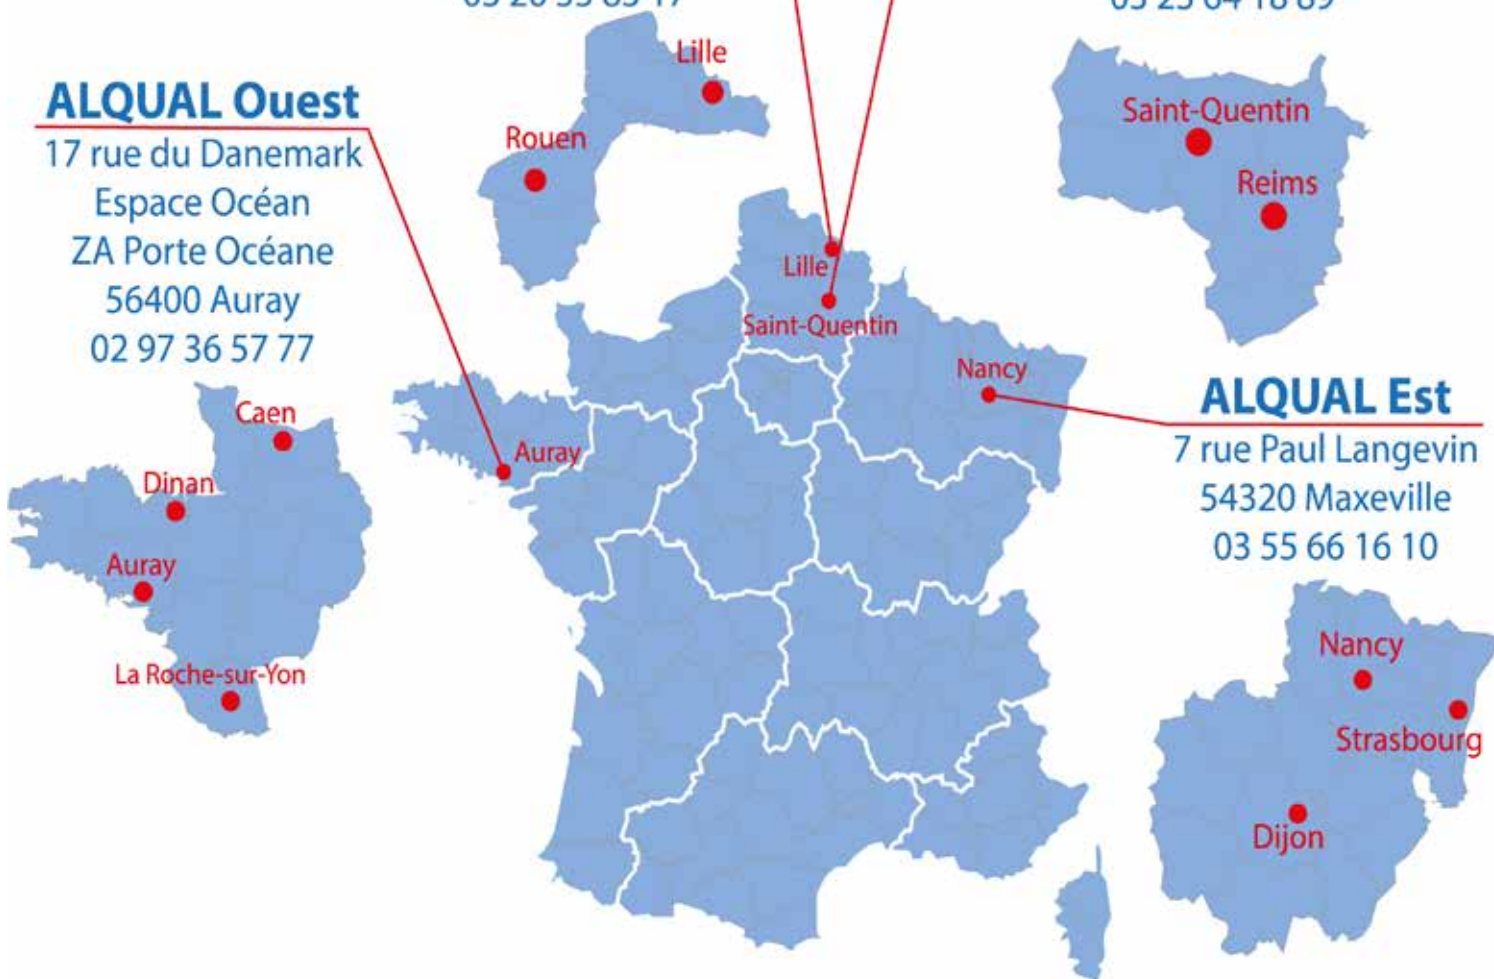 Lille
Rouen
Saint-Quentin
Reims
ALQUAL Ouest
17 rue du Danemark
Espace Océan
ZA Porte Océane
56400 Auray
02 97 36 57 77
Lille
Saint-Quentin
Nancy
Auray
ALQUAL Est
7 rue Paul Langevin
54320 Maxeville
03 55 66 16 10
Caen
Dinan
Auray
La Roche-sur-Yon
Nancy
Strasbourg
Dijon